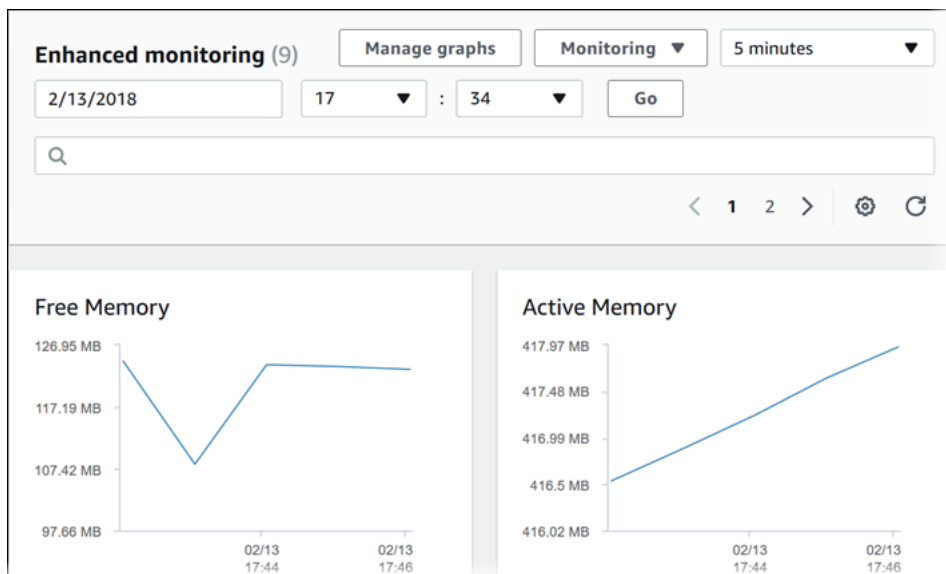 Enhanced monitoring (9)
Manage graphs
Monitoring
5 minutes
2/13/2018
17 : 34
Go
1 2
Free Memory
126.95 MB
117.19 MB
107.42 MB
97.66 MB
02/13 02/13
17:44 17:46
Active Memory
417.97 MB
417.48 MB
416.99 MB
416.5 MB
416.02 MB
02/13 02/13
17:44 17:46